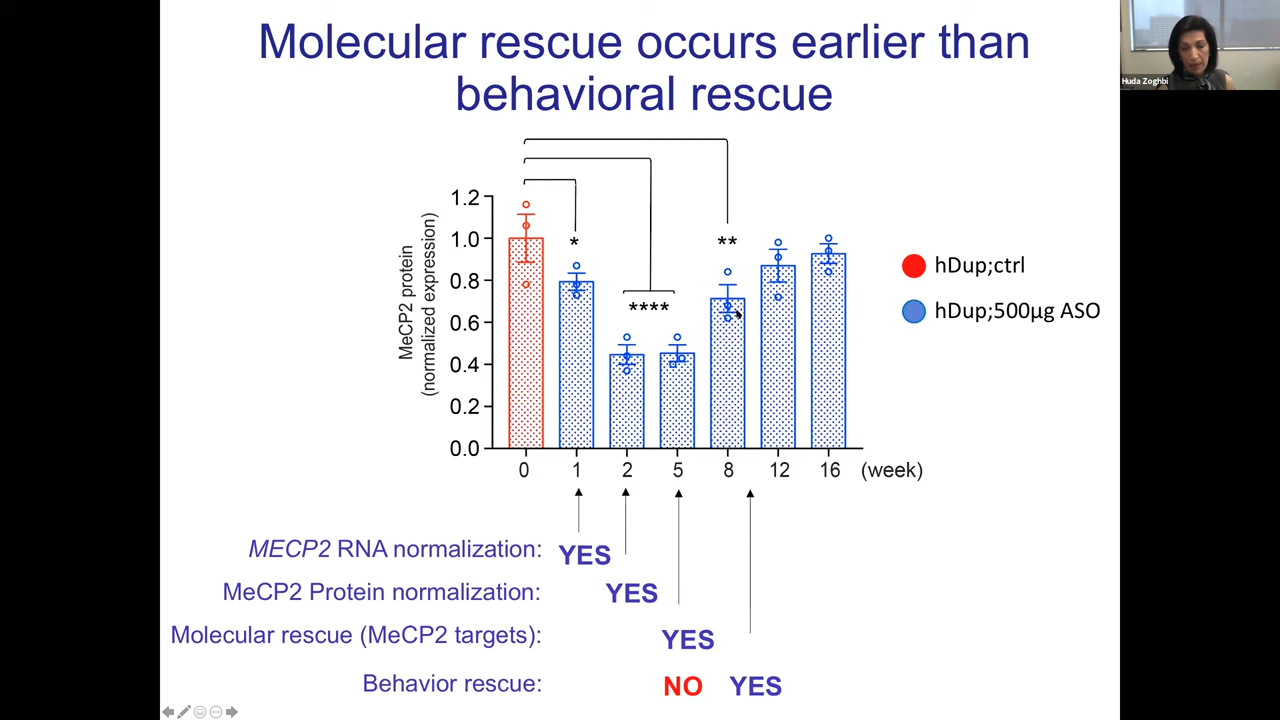 Molecular rescue occurs earlier than
behavioral rescue
Huda Zoghbi
MeCP2 protein
(normalized expression)
1.2
1.0
0.8
0.6
0.4
0.2
0.0
*
****
**
0 1 2 5 8 12 16 (week)
hDup;ctrl
hDup;500µg ASO
MECP2 RNA normalization: YES
MeCP2 Protein normalization: YES
Molecular rescue (MeCP2 targets): YES
Behavior rescue: NO YES